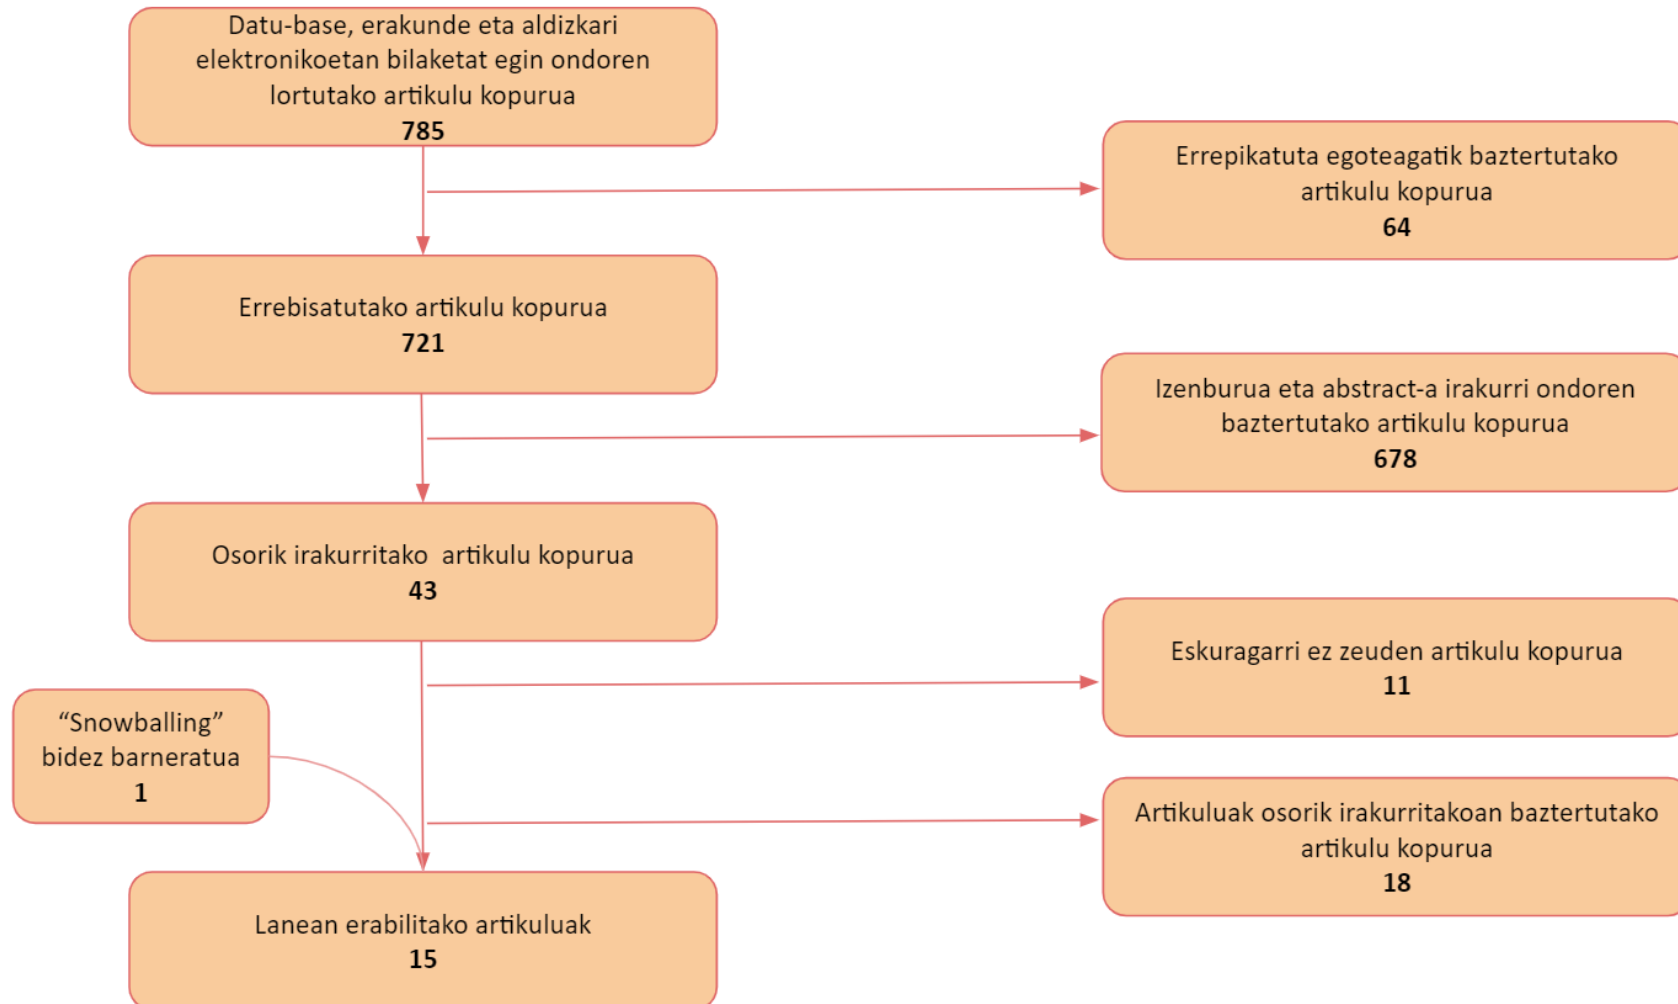 Datu-base, erakunde eta aldizkari
elektronikoetan bilaketat egin ondoren
lortutako artikulu kopurua
785
Errepikatuta egoteagatik baztertutako
artikulu kopurua
64
Errebisatutako artikulu kopurua
721
Izenburua eta abstract-a irakurri ondoren
baztertutako artikulu kopurua
678
Osorik irakurritako artikulu kopurua
43
Eskuragarri ez zeuden artikulu kopurua
11
“Snowballing”
bidez barneratua
1
Artikuluak osorik irakurritakoan baztertutako
artikulu kopurua
18
Lanean erabilitako artikuluak
15